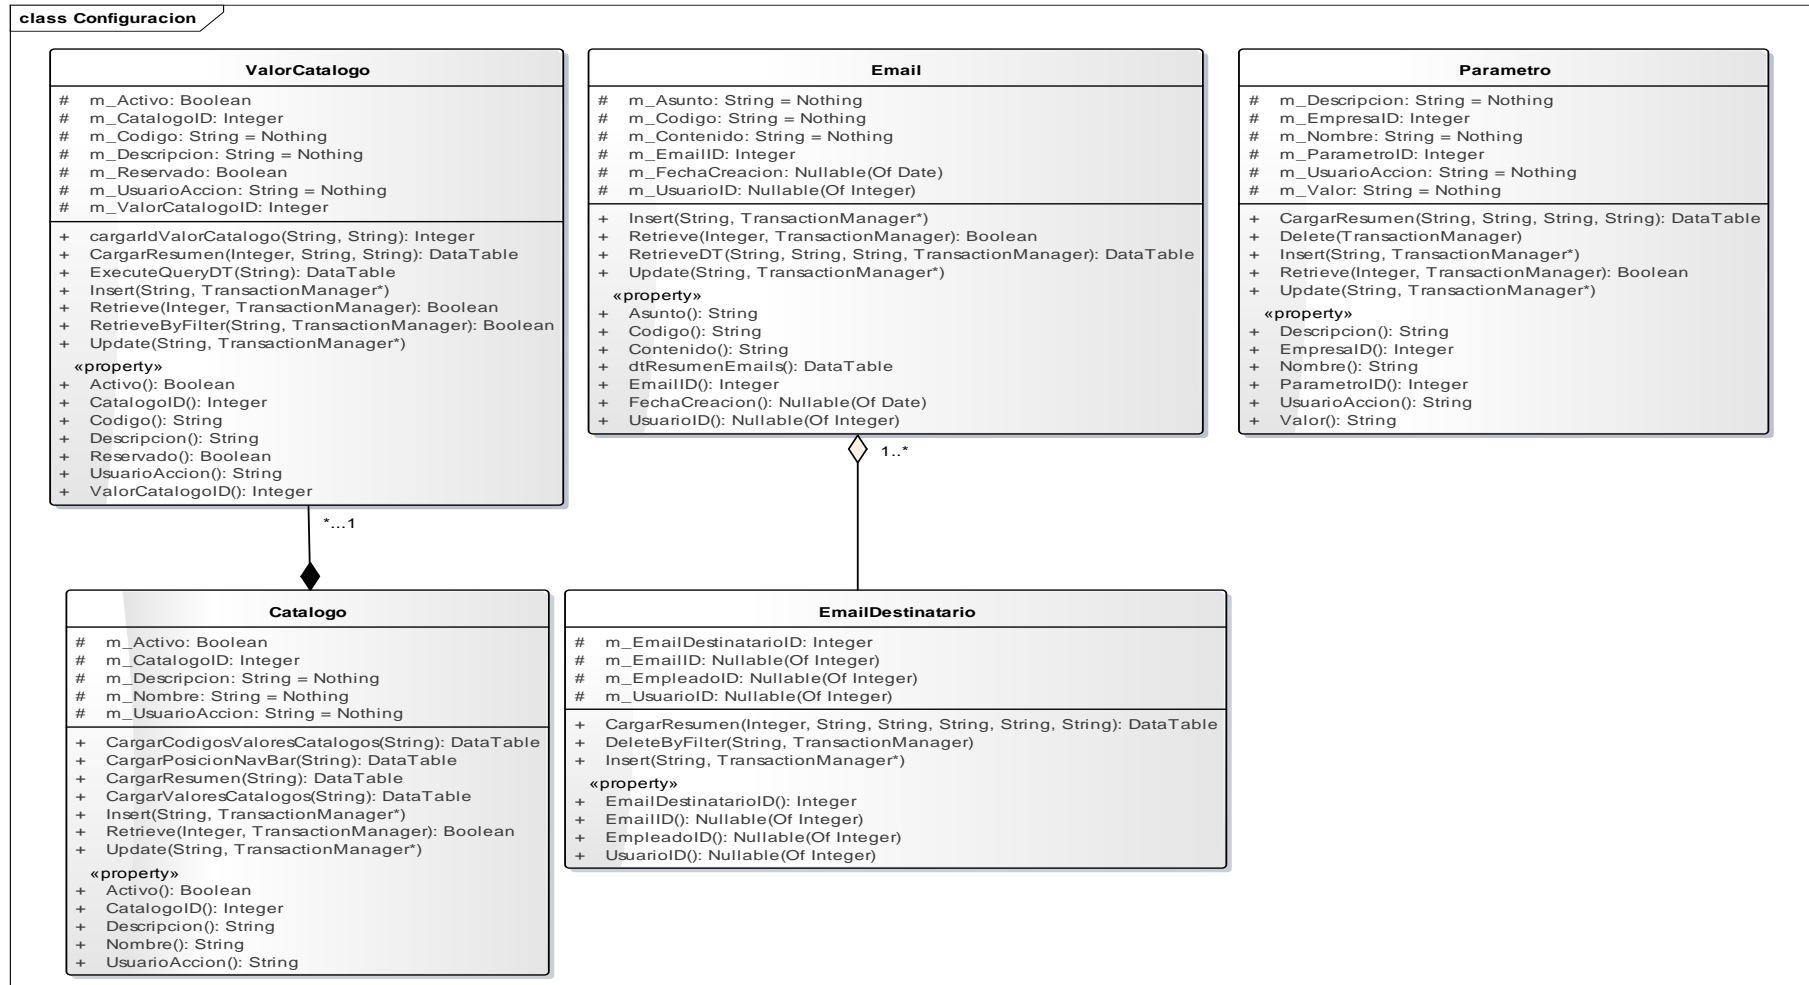 class Configuracion
ValorCatalogo
# m_Activo: Boolean
# m_CatalogoID: Integer
# m_Codigo: String = Nothing
# m_Descripcion: String = Nothing
# m_Reservado: Boolean
# m_UsuarioAccion: String = Nothing
# m_ValorCatalogoID: Integer
+ cargarIdValorCatalogo(String, String): Integer
+ CargarResumen(Integer, String, String): DataTable
+ ExecuteQueryDT(String): DataTable
+ Insert(String, TransactionManager*)
+ Retrieve(Integer, TransactionManager): Boolean
+ RetrieveByFilter(String, TransactionManager): Boolean
+ Update(String, TransactionManager*)
«property»
+ Activo(): Boolean
+ CatalogoID(): Integer
+ Codigo(): String
+ Descripcion(): String
+ Reservado(): Boolean
+ UsuarioAccion(): String
+ ValorCatalogoID(): Integer
Email
# m_Asunto: String = Nothing
# m_Codigo: String = Nothing
# m_Contenido: String = Nothing
# m_EmailID: Integer
# m_FechaCreacion: Nullable(Of Date)
# m_UsuarioID: Nullable(Of Integer)
+ Insert(String, TransactionManager*)
+ Retrieve(Integer, TransactionManager): Boolean
+ RetrieveDT(String, String, String, TransactionManager): DataTable
+ Update(String, TransactionManager*)
«property»
+ Asunto(): String
+ Codigo(): String
+ Contenido(): String
+ dtResumenEmails(): DataTable
+ EmailID(): Integer
+ FechaCreacion(): Nullable(Of Date)
+ UsuarioID(): Nullable(Of Integer)
Parametro
# m_Descripcion: String = Nothing
# m_EmpresaID: Integer
# m_Nombre: String = Nothing
# m_ParametroID: Integer
# m_UsuarioAccion: String = Nothing
# m_Valor: String = Nothing
+ CargarResumen(String, String, String, String): DataTable
+ Delete(TransactionManager)
+ Insert(String, TransactionManager*)
+ Retrieve(Integer, TransactionManager): Boolean
+ Update(String, TransactionManager*)
«property»
+ Descripcion(): String
+ EmpresaID(): Integer
+ Nombre(): String
+ ParametroID(): Integer
+ UsuarioAccion(): String
+ Valor(): String
*...1
1..*
Catalogo
# m_Activo: Boolean
# m_CatalogoID: Integer
# m_Descripcion: String = Nothing
# m_Nombre: String = Nothing
# m_UsuarioAccion: String = Nothing
+ CargarCodigosValoresCatalogos(String): DataTable
+ CargarPosicionNavBar(String): DataTable
+ CargarResumen(String): DataTable
+ CargarValoresCatalogos(String): DataTable
+ Insert(String, TransactionManager*)
+ Retrieve(Integer, TransactionManager): Boolean
+ Update(String, TransactionManager*)
«property»
+ Activo(): Boolean
+ CatalogoID(): Integer
+ Descripcion(): String
+ Nombre(): String
+ UsuarioAccion(): String
EmailDestinatario
# m_EmailDestinatarioID: Integer
# m_EmailID: Nullable(Of Integer)
# m_EmpleadoID: Nullable(Of Integer)
# m_UsuarioID: Nullable(Of Integer)
+ CargarResumen(Integer, String, String, String, String, String): DataTable
+ DeleteByFilter(String, TransactionManager)
+ Insert(String, TransactionManager*)
«property»
+ EmailDestinatarioID(): Integer
+ EmailID(): Nullable(Of Integer)
+ EmpleadoID(): Nullable(Of Integer)
+ UsuarioID(): Nullable(Of Integer)